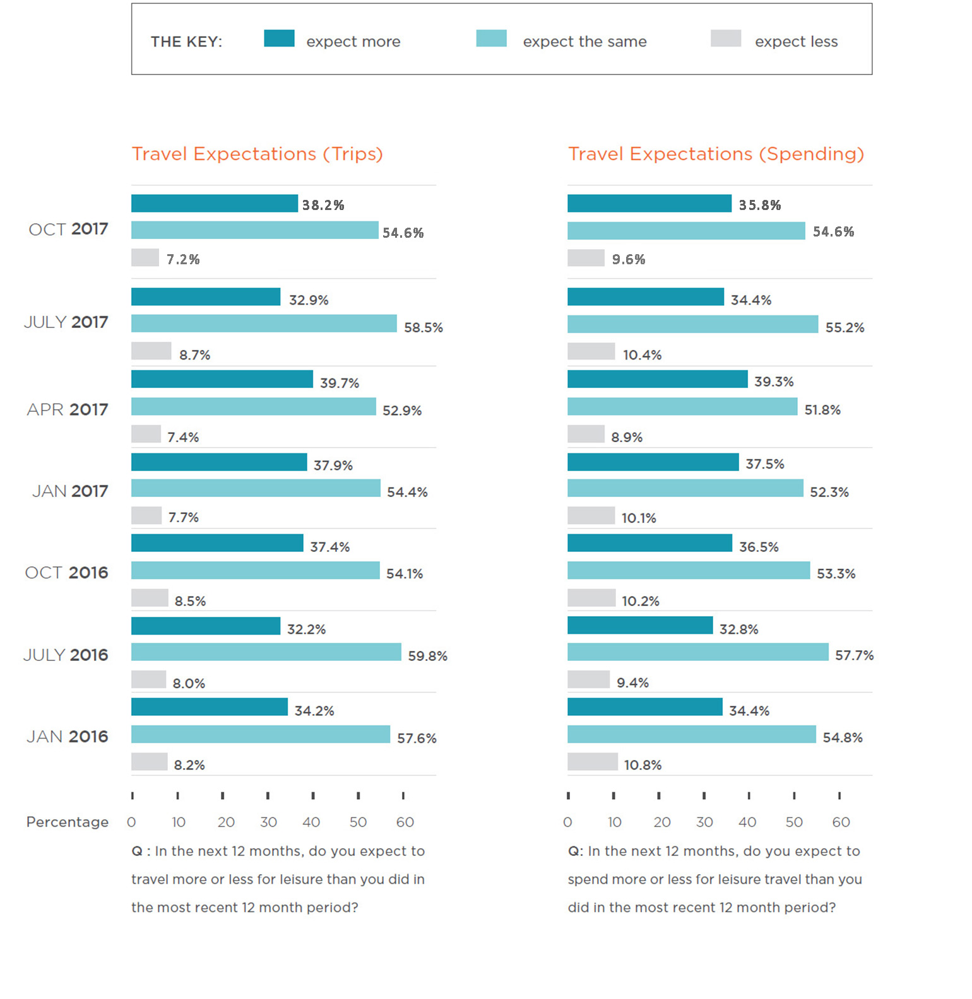 THE KEY: expect more expect the same expect less
Travel Expectations (Trips)
Travel Expectations (Spending)
OCT 2017
38.2%
54.6%
7.2%
35.8%
54.6%
9.6%
JULY 2017
32.9%
58.5%
8.7%
34.4%
55.2%
10.4%
APR 2017
39.7%
52.9%
7.4%
39.3%
51.8%
8.9%
JAN 2017
37.9%
54.4%
7.7%
37.5%
52.3%
10.1%
OCT 2016
37.4%
54.1%
8.5%
36.5%
53.3%
10.2%
JULY 2016
32.2%
59.8%
8.0%
32.8%
57.7%
9.4%
JAN 2016
34.2%
57.6%
8.2%
34.4%
54.8%
10.8%
Percentage 0 10 20 30 40 50 60
0 10 20 30 40 50 60
Q : In the next 12 months, do you expect to
travel more or less for leisure than you did in
the most recent 12 month period?
Q: In the next 12 months, do you expect to
spend more or less for leisure travel than you
did in the most recent 12 month period?